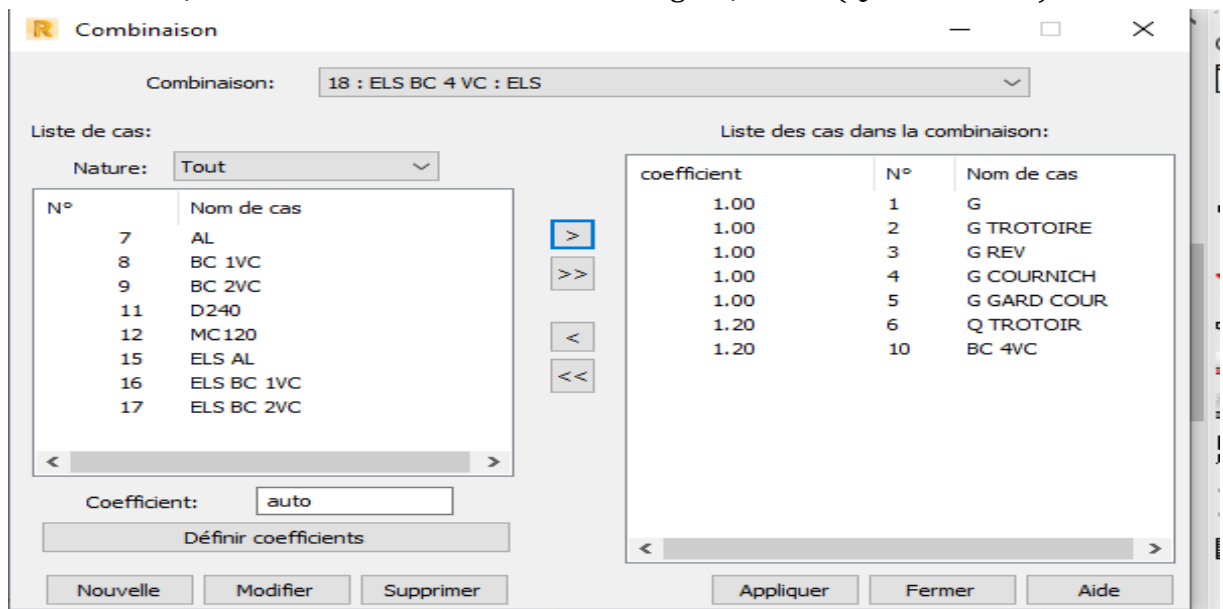 Combinaison
Combinaison: 18 : ELS BC 4 VC : ELS
Liste de cas:
Nature: Tout
N° Nom de cas
7 AL
8 BC 1VC
9 BC 2VC
11 D240
12 MC120
15 ELS AL
16 ELS BC 1VC
17 ELS BC 2VC
Coefficient: auto
Définir coefficients
Nouvelle Modifier Supprimer
> 
>>
<
<<
Liste des cas dans la combinaison:
coefficient N° Nom de cas
1.00 1 G
1.00 2 G TROTOIRE
1.00 3 G REV
1.00 4 G COURNICH
1.00 5 G GARD COUR
1.20 6 Q TROTOIR
1.20 10 BC 4VC
Appliquer Fermer Aide